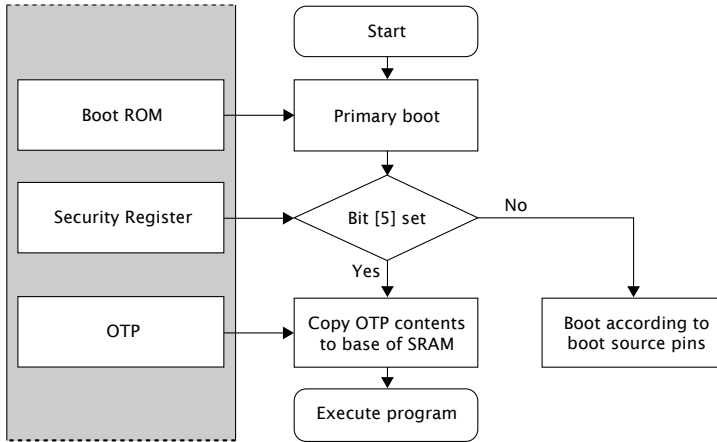 Start
Boot ROM
Primary boot
Security Register
Bit [5] set
No
Yes
OTP
Copy OTP contents
to base of SRAM
Boot according to
boot source pins
Execute program